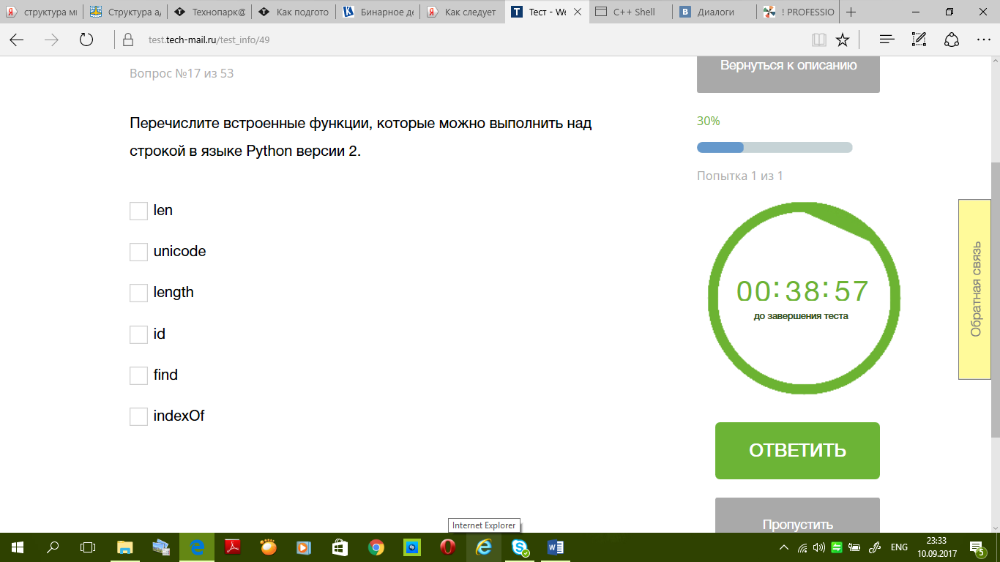 структура ми
Структура ад
Технопарк@
Как подгото
Бинарное де
Как следует
Тест - We
C++ Shell
Диалоги
! PROFESSIO
test.tech-mail.ru/test_info/49
Вопрос №17 из 53
Вернуться к описанию
Перечислите встроенные функции, которые можно выполнить над
строкой в языке Python версии 2.
30%
Попытка 1 из 1
len
unicode
length
id
find
indexOf
00:38:57
до завершения теста
Обратная связь
ОТВЕТИТЬ
Пропустить
Internet Explorer
ENG
23:33
10.09.2017
5